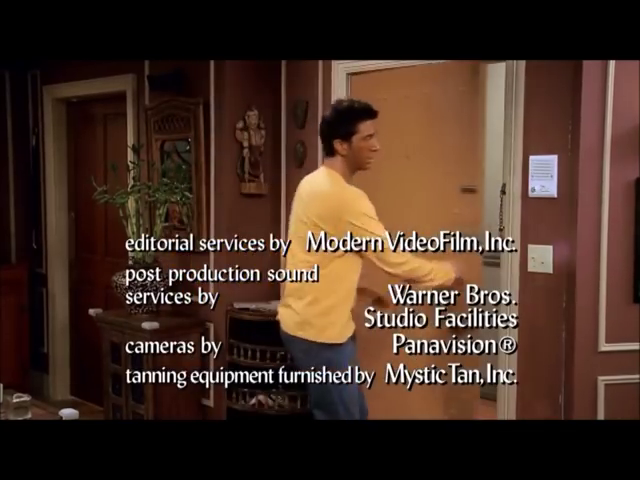 editorial services by ModernVideoFilm, Inc.
post production sound
services by Warner Bros.
Studio Facilities
cameras by Panavision®
tanning equipment furnished by MysticTan, Inc.